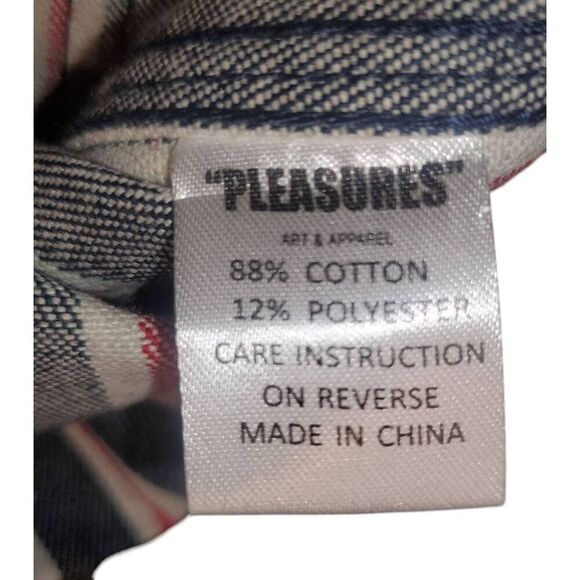 "PLEASURES"
ART & APPAREL
88% COTTON
12% POLYESTER
CARE INSTRUCTION
ON REVERSE
MADE IN CHINA